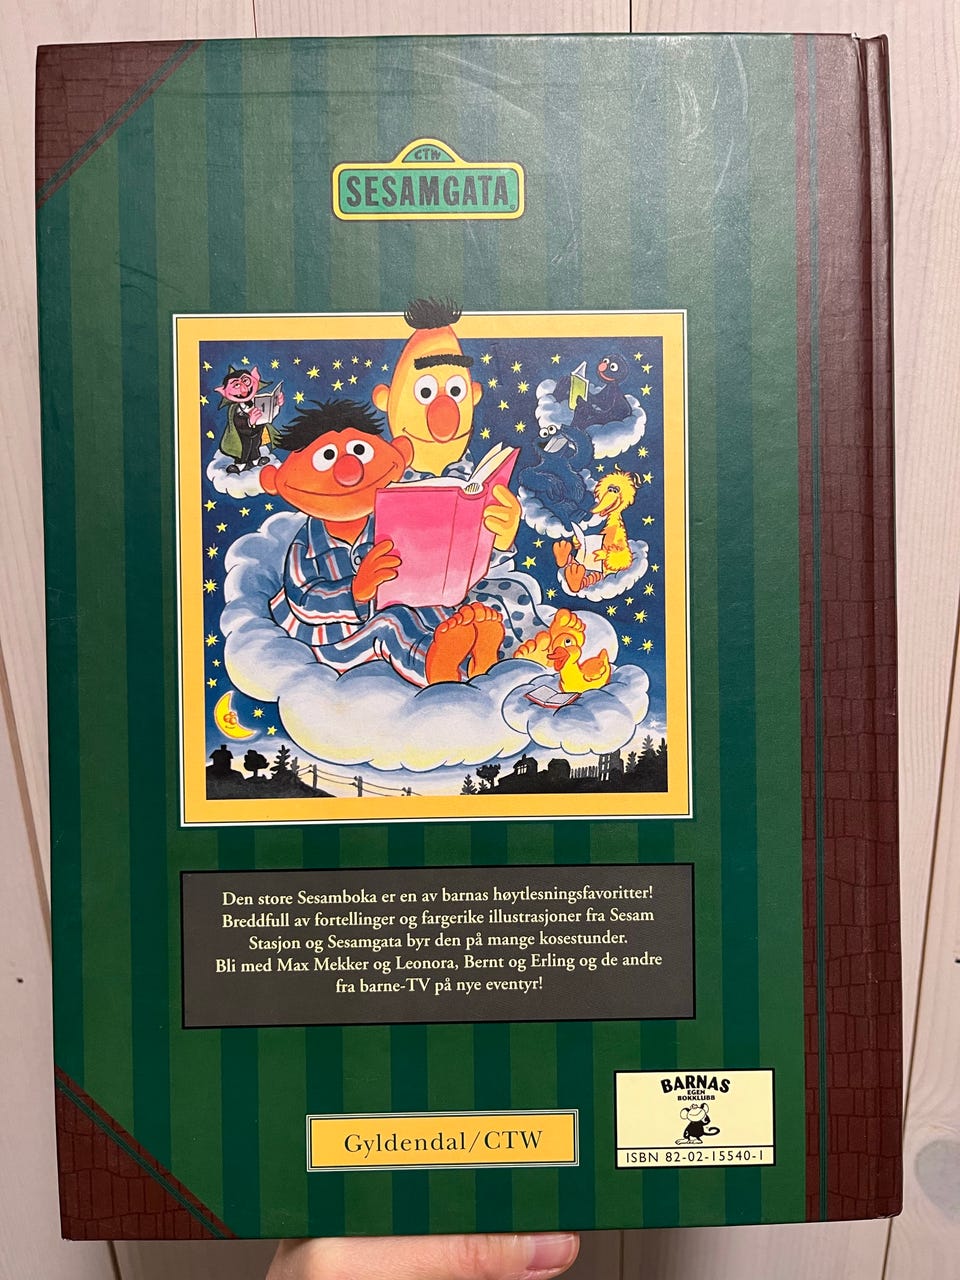 CTW
SESAMGATA
Den store Sesamboka er en av barnas høytlesningsfavoritter!
Breddfull av fortellinger og fargerike illustrasjoner fra Sesam
Stasjon og Sesamgata byr den på mange kosestunder.
Bli med Max Mekker og Leonora, Bernt og Erling og de andre
fra barne-TV på nye eventyr!
BARNAS
EGEN
BOKKLUBB
Gyldendal/CTW
ISBN 82-02-15540-1